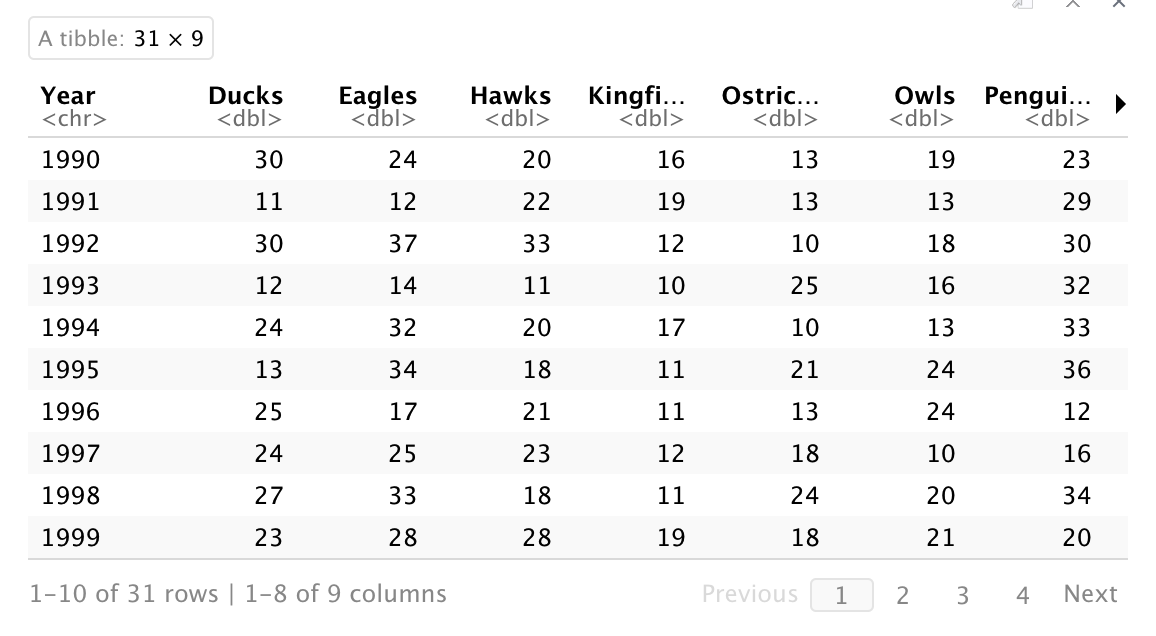 A tibble: 31 × 9
Year Ducks Eagles Hawks Kingfi... Ostric... Owls Pengui...
<chr> <dbl> <dbl> <dbl> <dbl> <dbl> <dbl> <dbl>
1990 30 24 20 16 13 19 23
1991 11 12 22 19 13 13 29
1992 30 37 33 12 10 18 30
1993 12 14 11 10 25 16 32
1994 24 32 20 17 10 13 33
1995 13 34 18 11 21 24 36
1996 25 17 21 11 13 24 12
1997 24 25 23 12 18 10 16
1998 27 33 18 11 24 20 34
1999 23 28 28 19 18 21 20
1-10 of 31 rows | 1-8 of 9 columns Previous 1 2 3 4 Next